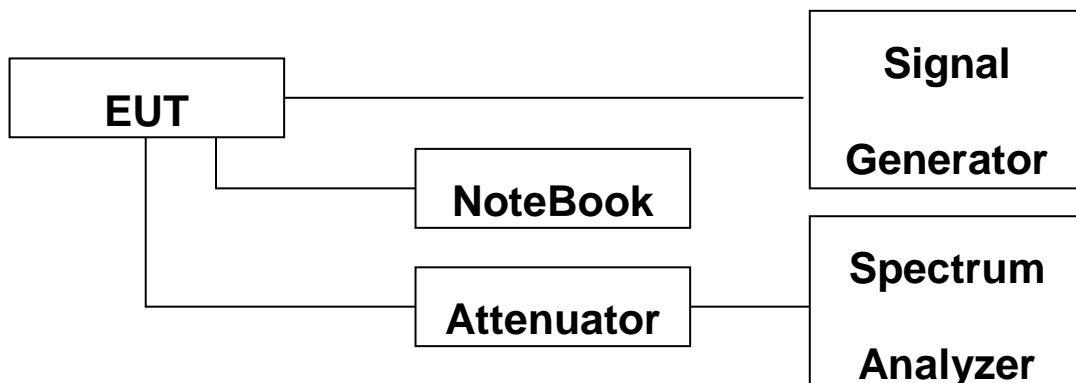 EUT
Signal
Generator
NoteBook
Attenuator
Spectrum
Analyzer